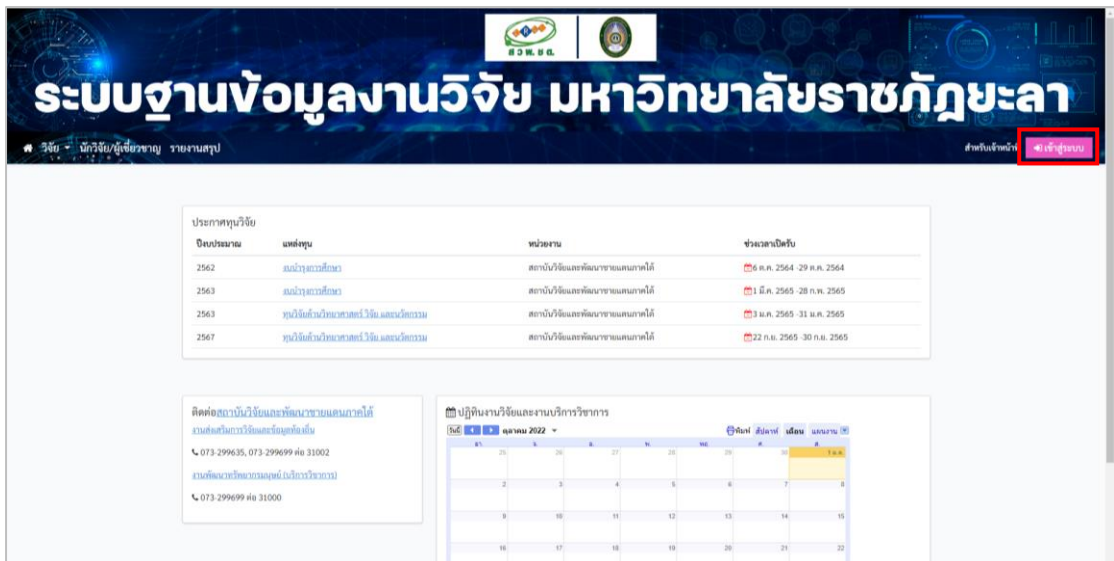 สวพ.ชต.
ระบบฐานข้อมูลงานวิจัย มหาวิทยาลัยราชภัฏยะลา
วิจัย นักวิจัย/ผู้เชี่ยวชาญ รายงานสรุป สำหรับเจ้าหน้าที่ เข้าสู่ระบบ
ประกาศทุนวิจัย
ปีงบประมาณ แหล่งทุน หน่วยงาน ช่วงเวลาเปิดรับ
2562 งบบำรุงการศึกษา สถาบันวิจัยและพัฒนาชายแดนภาคใต้ 6 ต.ค. 2564 -29 ต.ค. 2564
2563 งบบำรุงการศึกษา สถาบันวิจัยและพัฒนาชายแดนภาคใต้ 1 มี.ค. 2565 -28 ก.พ. 2565
2563 ทุนวิจัยด้านวิทยาศาสตร์ วิจัย และนวัตกรรม สถาบันวิจัยและพัฒนาชายแดนภาคใต้ 3 ม.ค. 2565 -31 ม.ค. 2565
2567 ทุนวิจัยด้านวิทยาศาสตร์ วิจัย และนวัตกรรม สถาบันวิจัยและพัฒนาชายแดนภาคใต้ 22 ก.ย. 2565 -30 ก.ย. 2565
ติดต่อสถาบันวิจัยและพัฒนาชายแดนภาคใต้
งานส่งเสริมการวิจัยและข้อมูลท้องถิ่น
073-299635, 073-299699 ต่อ 31002
งานพัฒนาทรัพยากรมนุษย์ (บริการวิชาการ)
073-299699 ต่อ 31000
ปฏิทินงานวิจัยและงานบริการวิชาการ
วันนี้ ตุลาคม 2022 พิมพ์ สัปดาห์ เดือน แผนงาน
อา. จ. อ. พ. พฤ. ศ. ส.
25 26 27 28 29 30 1 ต.ค.
2 3 4 5 6 7 8
9 10 11 12 13 14 15
16 17 18 19 20 21 22